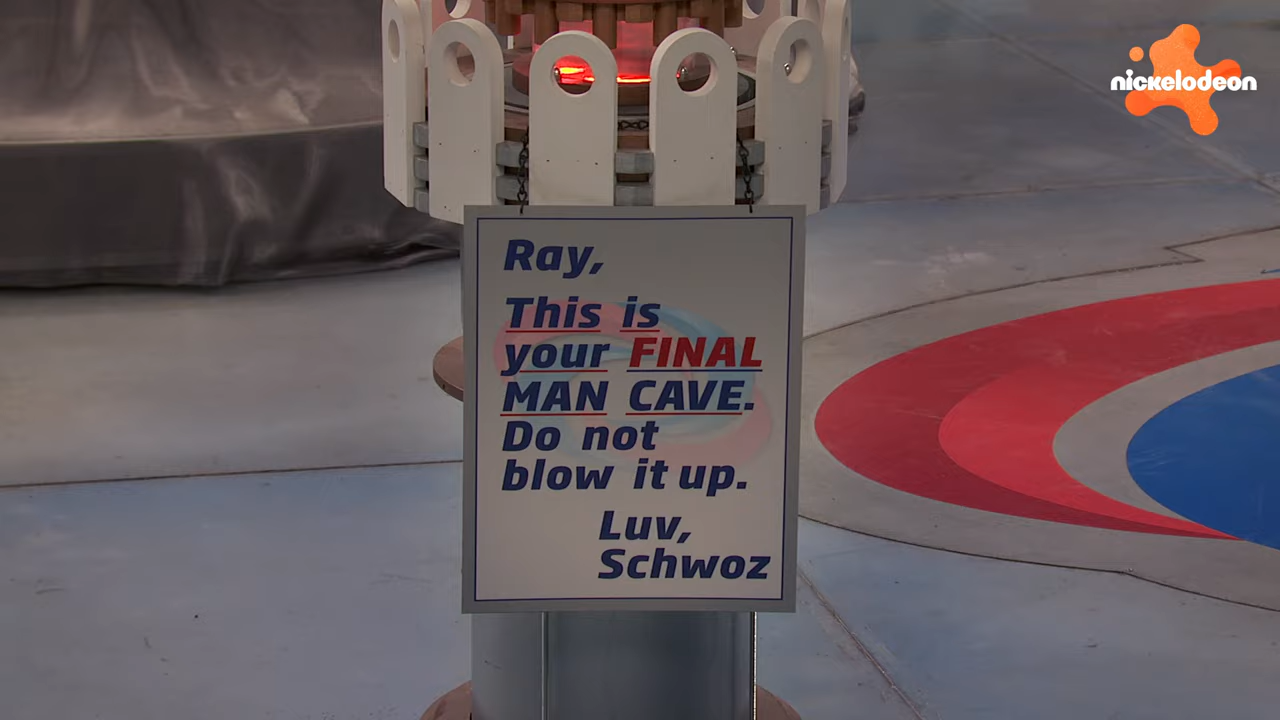 nickelodeon
Ray,
This is
your FINAL
MAN CAVE.
Do not
blow it up.
Luv,
Schwoz